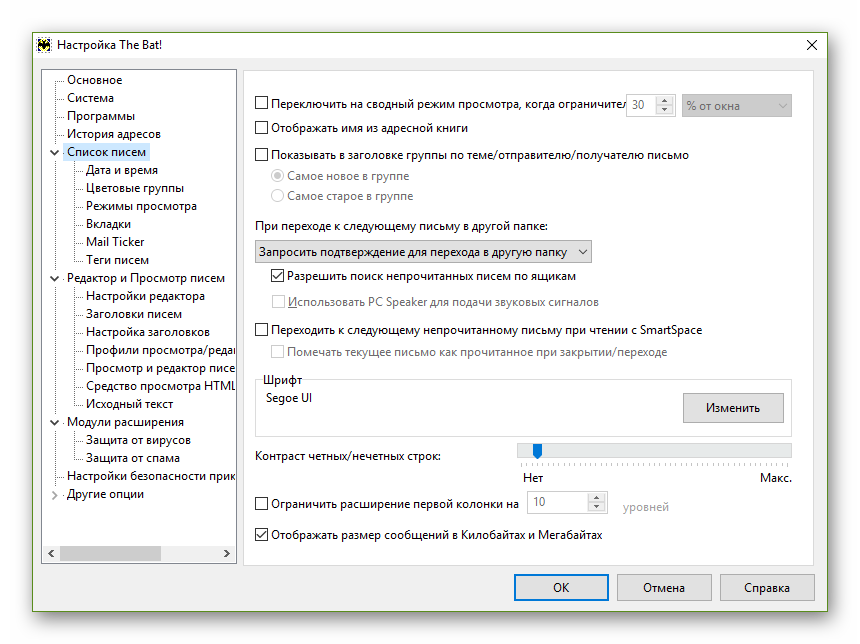 Настройка The Bat!
Основное
Система
Программы
История адресов
Список писем
Дата и время
Цветовые группы
Режимы просмотра
Вкладки
Mail Ticker
Теги писем
Редактор и Просмотр писем
Настройки редактора
Заголовки писем
Настройка заголовков
Профили просмотра/реда
Просмотр и редактор писе
Средство просмотра HTML
Исходный текст
Модули расширения
Защита от вирусов
Защита от спама
Настройки безопасности прик
Другие опции
Переключить на сводный режим просмотра, когда ограничител 30 % от окна
Отображать имя из адресной книги
Показывать в заголовке группы по теме/отправителю/получателю письмо
Самое новое в группе
Самое старое в группе
При переходе к следующему письму в другой папке:
Запросить подтверждение для перехода в другую папку
Разрешить поиск непрочитанных писем по ящикам
Использовать PC Speaker для подачи звуковых сигналов
Переходить к следующему непрочитанному письму при чтении с SmartSpace
Помечать текущее письмо как прочитанное при закрытии/переходе
Шрифт
Segoe UI
Изменить
Контраст четных/нечетных строк:
Нет Макс.
Ограничить расширение первой колонки на 10 уровней
Отображать размер сообщений в Килобайтах и Мегабайтах
OK Отмена Справка